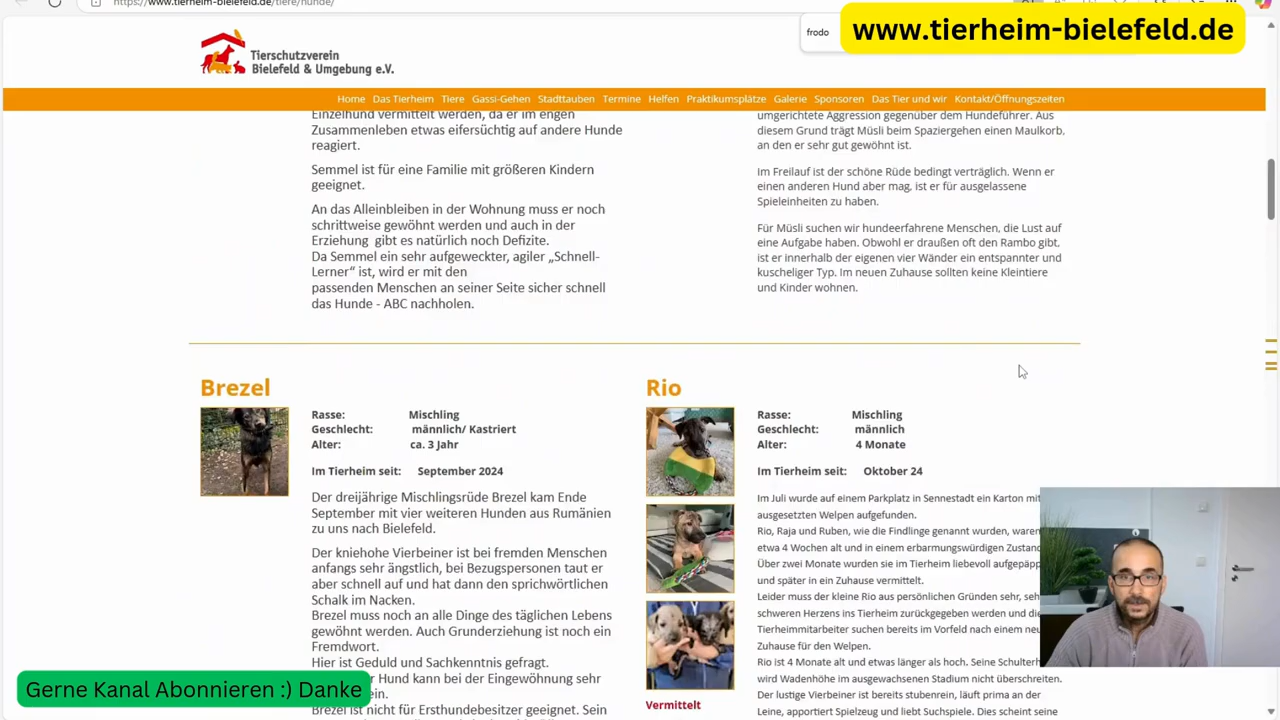 https://www.tierheim-bielefeld.de/tiere/hunde/
frodo
www.tierheim-bielefeld.de
Tierschutzverein
Bielefeld & Umgebung e.V.
Home Das Tierheim Tiere Gassi-Gehen Stadttauben Termine Helfen Praktikumsplätze Galerie Sponsoren Das Tier und wir Kontakt/Öffnungszeiten
Einzelhund vermittelt werden, da er im engen
Zusammenleben etwas eifersüchtig auf andere Hunde
reagiert.
Semmel ist für eine Familie mit größeren Kindern
geeignet.
An das Alleinbleiben in der Wohnung muss er noch
schrittweise gewöhnt werden und auch in der
Erziehung gibt es natürlich noch Defizite.
Da Semmel ein sehr aufgeweckter, agiler „Schnell-
Lerner“ ist, wird er mit den
passenden Menschen an seiner Seite sicher schnell
das Hunde - ABC nachholen.
umgerichtete Aggression gegenüber dem Hundeführer. Aus
diesem Grund trägt Müsli beim Spaziergehen einen Maulkorb,
an den er sehr gut gewöhnt ist.
Im Freilauf ist der schöne Rüde bedingt verträglich. Wenn er
einen anderen Hund aber mag, ist er für ausgelassene
Spieleinheiten zu haben.
Für Müsli suchen wir hundeerfahrene Menschen, die Lust auf
eine Aufgabe haben. Obwohl er draußen oft den Rambo gibt,
ist er innerhalb der eigenen vier Wänder ein entspannter und
kuscheliger Typ. Im neuen Zuhause sollten keine Kleintiere
und Kinder wohnen.
Brezel
Rasse: Mischling
Geschlecht: männlich/ Kastriert
Alter: ca. 3 Jahr
Im Tierheim seit: September 2024
Der dreijährige Mischlingsrüde Brezel kam Ende
September mit vier weiteren Hunden aus Rumänien
zu uns nach Bielefeld.
Der kniehohe Vierbeiner ist bei fremden Menschen
anfangs sehr ängstlich, bei Bezugspersonen taut er
aber schnell auf und hat dann den sprichwörtlichen
Schalk im Nacken.
Brezel muss noch an alle Dinge des täglichen Lebens
gewöhnt werden. Auch Grunderziehung ist noch ein
Fremdwort.
Hier ist Geduld und Sachkenntnis gefragt.
Hund kann bei der Eingewöhnung sehr
Brezel ist nicht für Ersthundebesitzer geeignet. Sein
Rio
Rasse: Mischling
Geschlecht: männlich
Alter: 4 Monate
Im Tierheim seit: Oktober 24
Im Juli wurde auf einem Parkplatz in Sennestadt ein Karton mit
ausgesetzten Welpen aufgefunden.
Rio, Raja und Ruben, wie die Findlinge genannt wurden, waren
etwa 4 Wochen alt und in einem erbarmungswürdigen Zustand
Über zwei Monate wurden sie im Tierheim liebevoll aufgepäpp
und später in ein Zuhause vermittelt.
Leider muss der kleine Rio aus persönlichen Gründen sehr, seh
schweren Herzens ins Tierheim zurückgegeben werden und die
Tierheimmitarbeiter suchen bereits im Vorfeld nach einem neu
Zuhause für den Welpen.
Rio ist 4 Monate alt und etwas länger als hoch. Seine Schulterh
wird Wadenhöhe im ausgewachsenen Stadium nicht überschreiten.
Der lustige Vierbeiner ist bereits stubenrein, läuft prima an der
Leine, apportiert Spielzeug und liebt Suchspiele. Dies scheint seine
Vermittelt
Gerne Kanal Abonnieren :) Danke